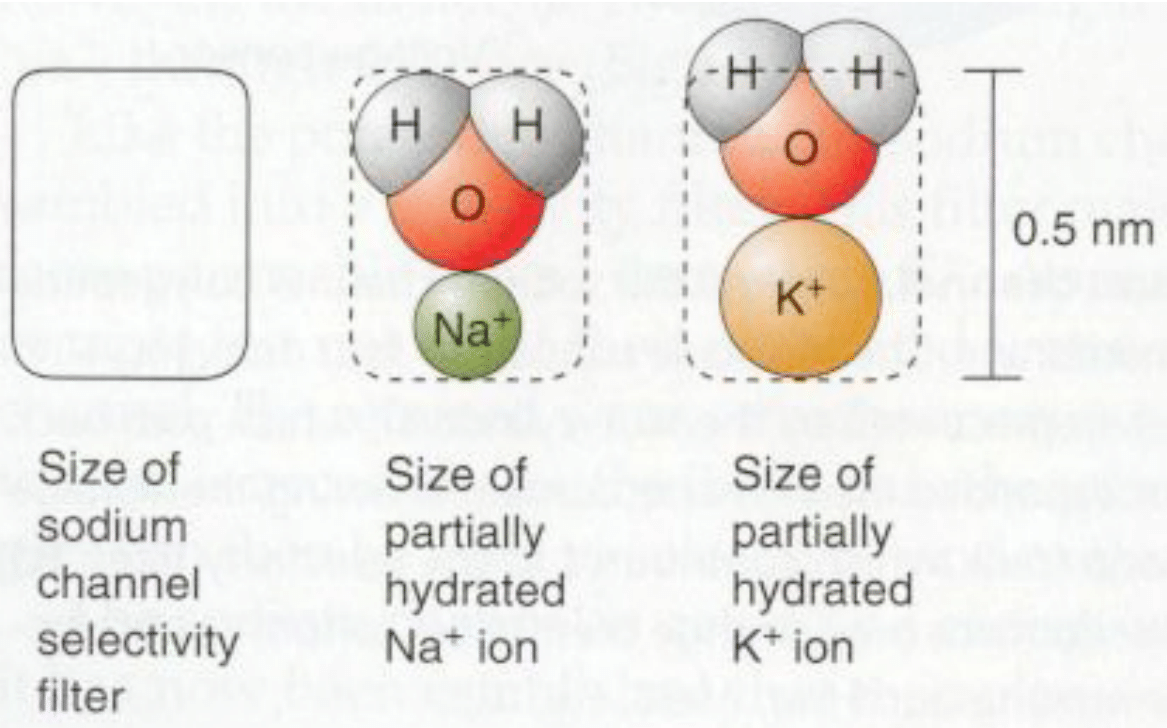 H H
O
Na⁺
H H
O
K⁺
0.5 nm
Size of
sodium
channel
selectivity
filter
Size of
partially
hydrated
Na⁺ ion
Size of
partially
hydrated
K⁺ ion